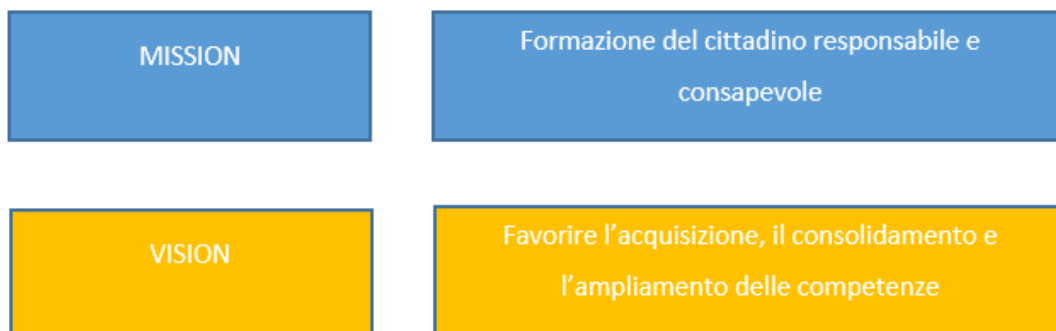 MISSION
Formazione del cittadino responsabile e
consapevole
VISION
Favorire l’acquisizione, il consolidamento e
l’ampliamento delle competenze